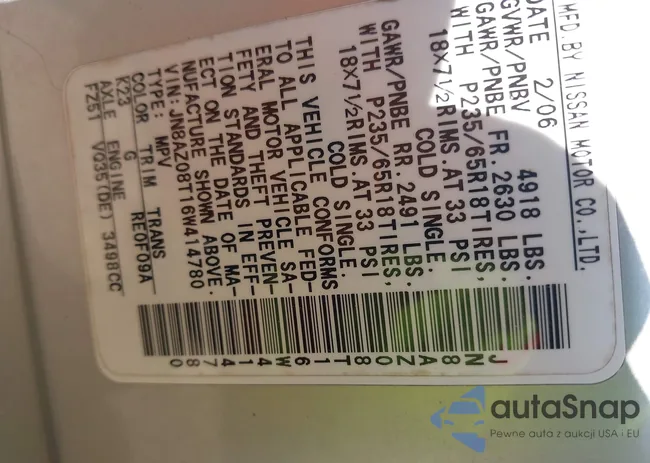 MFD.BY NISSAN MOTOR CO.,LTD.
DATE 2/06
GVWR/PNBV 4918 LBS.
GAWR/PNBE FR. 2630 LBS.
WITH P235/65R18TIRES,
18X7½RIMS.AT 33 PSI
COLD SINGLE.
GAWR/PNBE RR. 2491 LBS.
WITH P235/65R18TIRES,
18X7½RIMS.AT 33 PSI
COLD SINGLE.
THIS VEHICLE CONFORMS
TO ALL APPLICABLE FED-
ERAL MOTOR VEHICLE SA-
FETY AND THEFT PREVEN-
TION STANDARDS IN EFF-
ECT ON THE DATE OF MA-
NUFACTURE SHOWN ABOVE.
VIN:JN8AZ08T16W414780
TYPE: MPV
COLOR TRIM TRANS
K23 G RE0F09A
AXLE ENGINE
FZ51 VQ35(DE) 3498CC
JN8AZ08T16W414780
autaSnap
Pewne auta z aukcji USA i EU